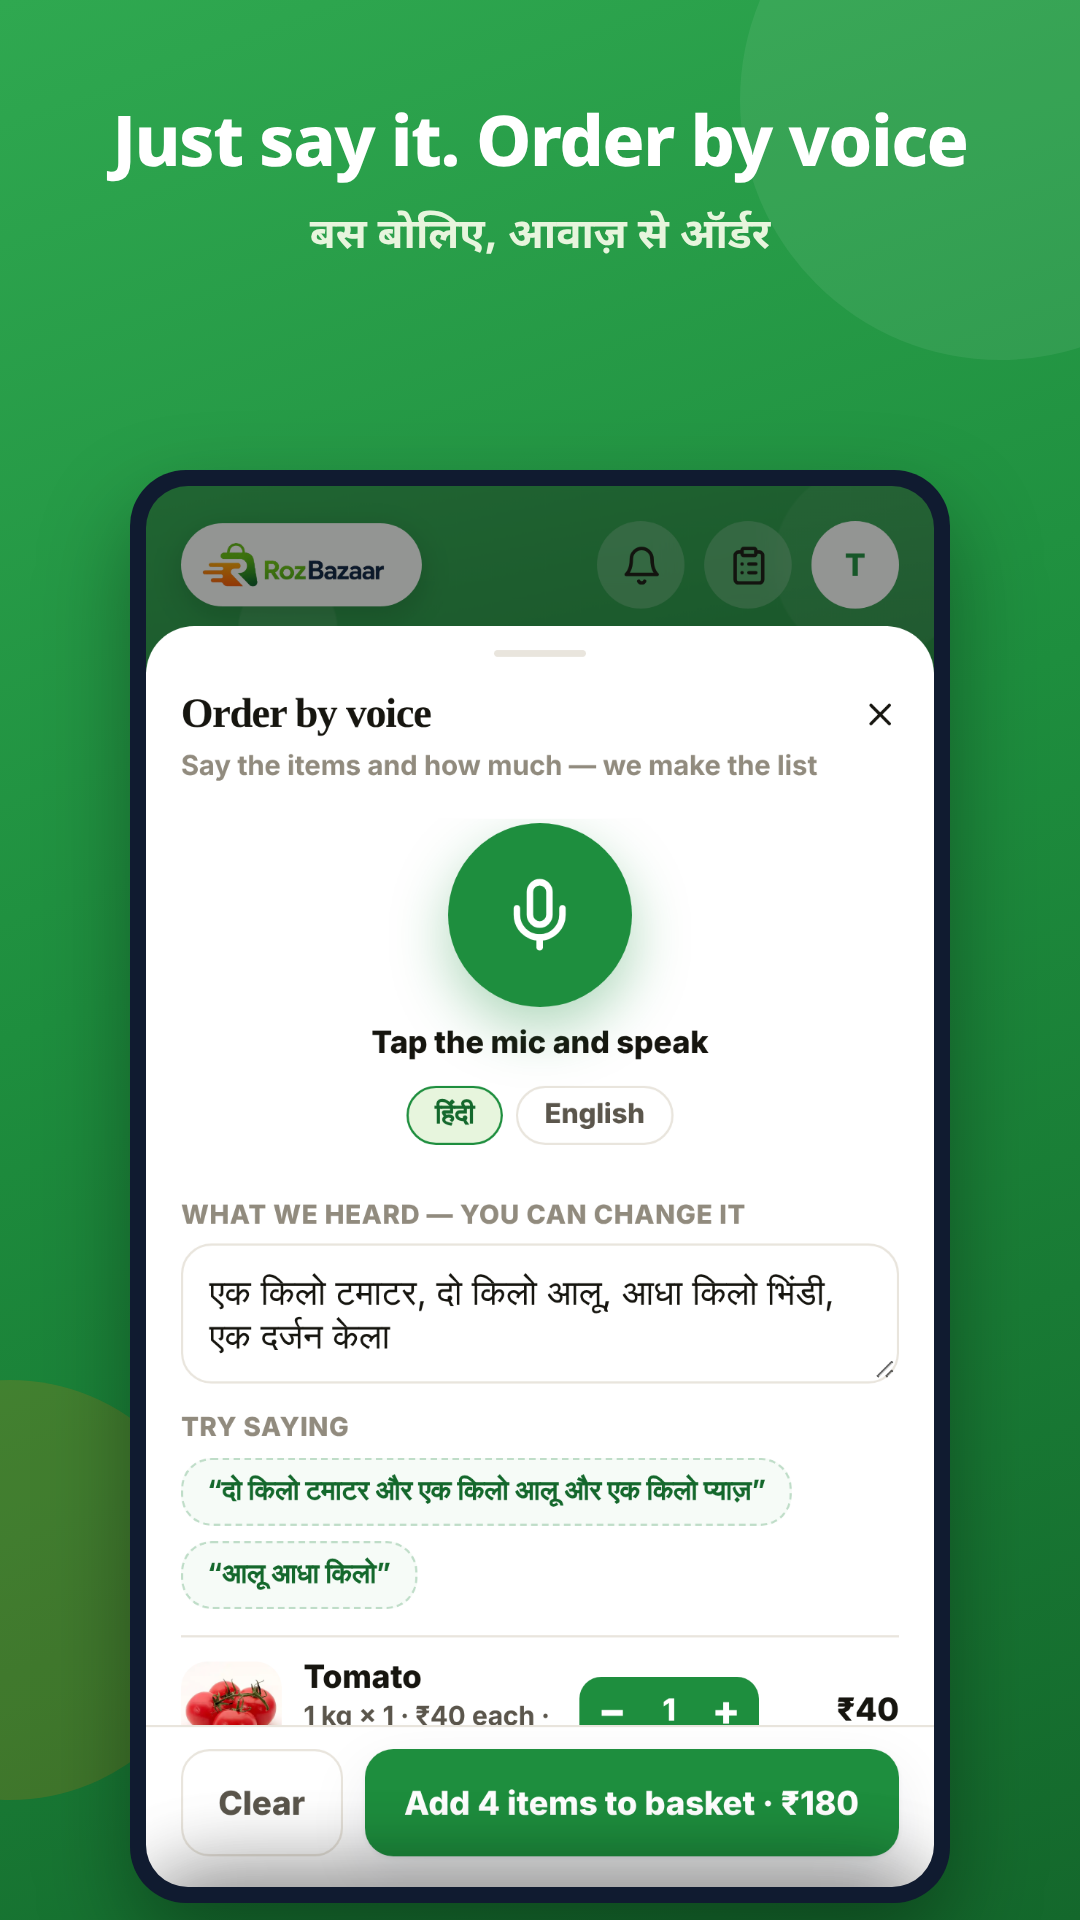 Just say it. Order by voice
बस बोलिए, आवाज़ से ऑर्डर
RozBazaar
T
Order by voice
Say the items and how much — we make the list
Tap the mic and speak
हिंदी
English
WHAT WE HEARD — YOU CAN CHANGE IT
एक किलो टमाटर, दो किलो आलू, आधा किलो भिंडी,
एक दर्जन केला
TRY SAYING
“दो किलो टमाटर और एक किलो आलू और एक किलो प्याज़”
“आलू आधा किलो”
Tomato
1 kg × 1 · ₹40 each ·
− 1 +
₹40
Clear
Add 4 items to basket · ₹180